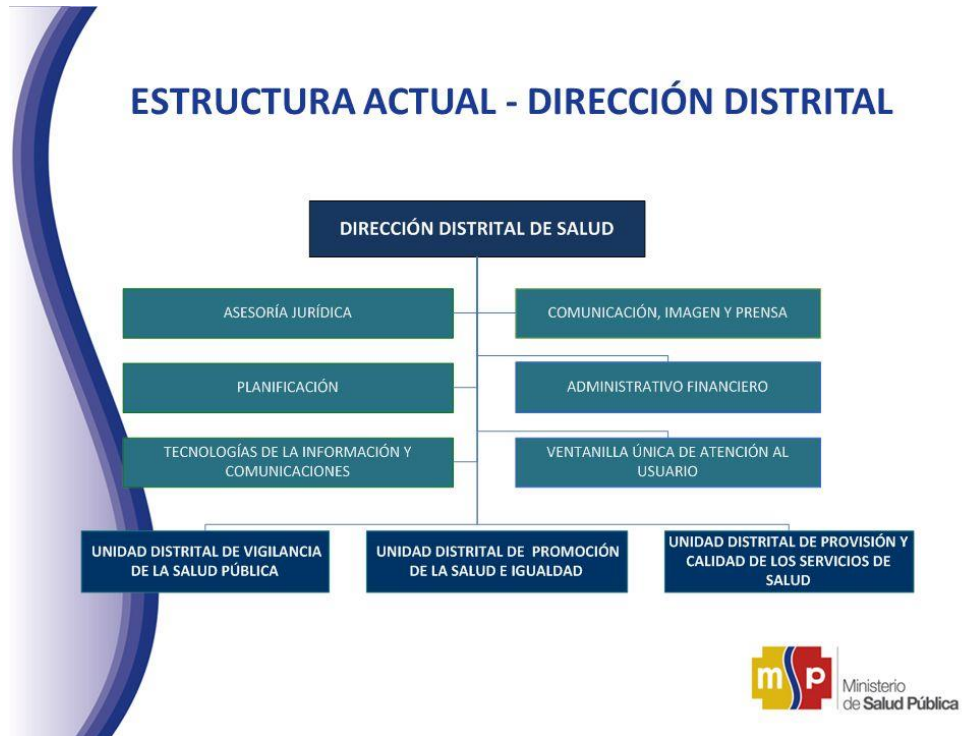 ESTRUCTURA ACTUAL - DIRECCIÓN DISTRITAL
DIRECCIÓN DISTRITAL DE SALUD
ASESORÍA JURÍDICA
COMUNICACIÓN, IMAGEN Y PRENSA
PLANIFICACIÓN
ADMINISTRATIVO FINANCIERO
TECNOLOGÍAS DE LA INFORMACIÓN Y
COMUNICACIONES
VENTANILLA ÚNICA DE ATENCIÓN AL
USUARIO
UNIDAD DISTRITAL DE VIGILANCIA
DE LA SALUD PÚBLICA
UNIDAD DISTRITAL DE PROMOCIÓN
DE LA SALUD E IGUALDAD
UNIDAD DISTRITAL DE PROVISIÓN Y
CALIDAD DE LOS SERVICIOS DE
SALUD
msp
Ministerio
de Salud Pública